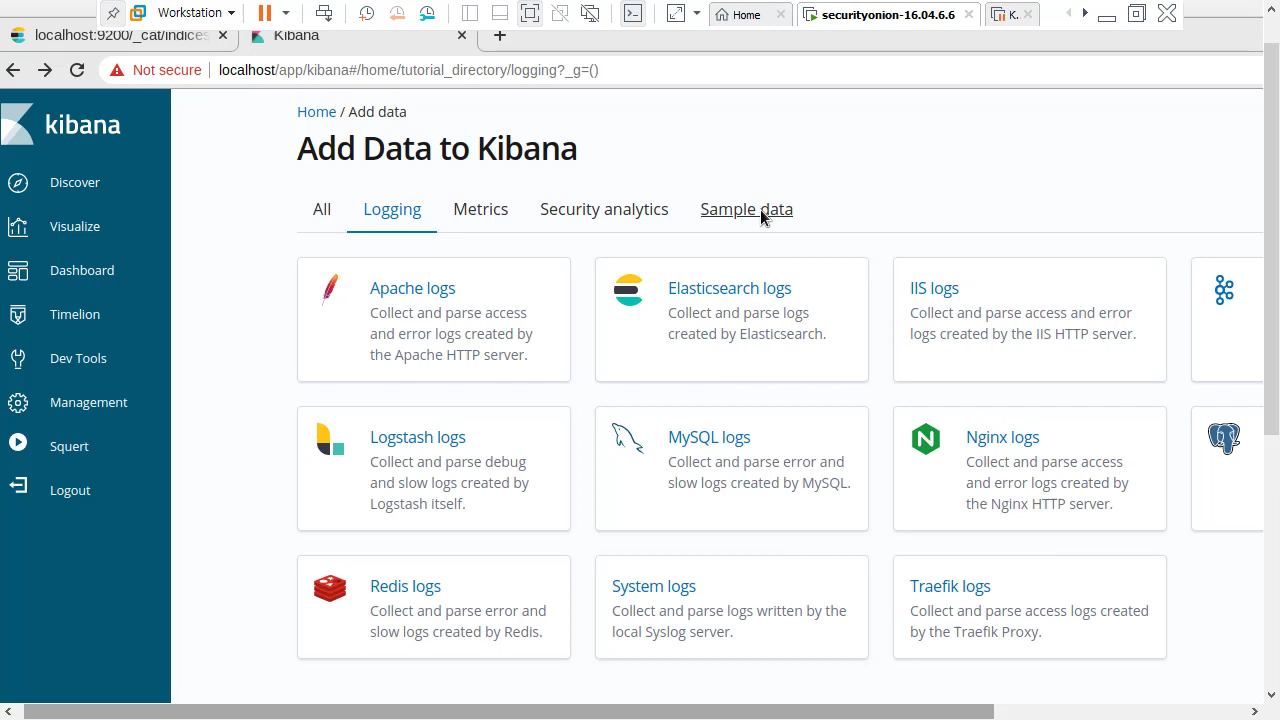 Workstation
Home
securityonion-16.04.6.6
K.
localhost:9200/_cat/indices
Kibana
Not secure
localhost/app/kibana#/home/tutorial_directory/logging?_g=()
kibana
Discover
Visualize
Dashboard
Timelion
Dev Tools
Management
Squert
Logout
Home / Add data
Add Data to Kibana
All Logging Metrics Security analytics Sample data
Apache logs
Collect and parse access
and error logs created by
the Apache HTTP server.
Elasticsearch logs
Collect and parse logs
created by Elasticsearch.
IIS logs
Collect and parse access and error
logs created by the IIS HTTP server.
Logstash logs
Collect and parse debug
and slow logs created by
Logstash itself.
MySQL logs
Collect and parse error and
slow logs created by MySQL.
Nginx logs
Collect and parse access
and error logs created by
the Nginx HTTP server.
Redis logs
Collect and parse error and
slow logs created by Redis.
System logs
Collect and parse logs written by the
local Syslog server.
Traefik logs
Collect and parse access logs created
by the Traefik Proxy.